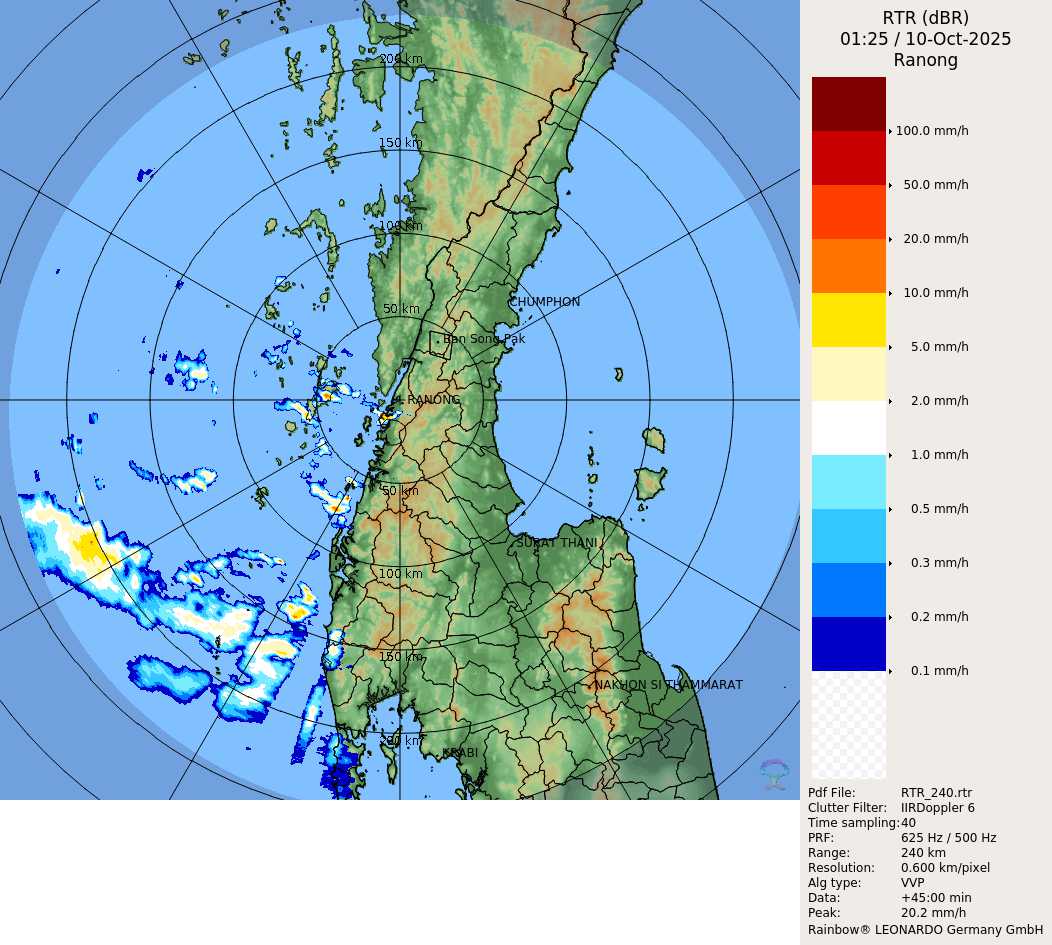 RTR (dBR)
01:25 / 10-Oct-2025
Ranong
100.0 mm/h
50.0 mm/h
20.0 mm/h
10.0 mm/h
5.0 mm/h
2.0 mm/h
1.0 mm/h
0.5 mm/h
0.3 mm/h
0.2 mm/h
0.1 mm/h
200 km
150 km
100 km
50 km
CHUMPHON
Ban Song Pak
RANONG
50 km
SURAT THANI
100 km
150 km
NAKHON SI THAMMARAT
200 km
KRABI
Pdf File: RTR_240.rtr
Clutter Filter: IIRDoppler 6
Time sampling:40
PRF: 625 Hz / 500 Hz
Range: 240 km
Resolution: 0.600 km/pixel
Alg type: VVP
Data: +45:00 min
Peak: 20.2 mm/h
Rainbow® LEONARDO Germany GmbH